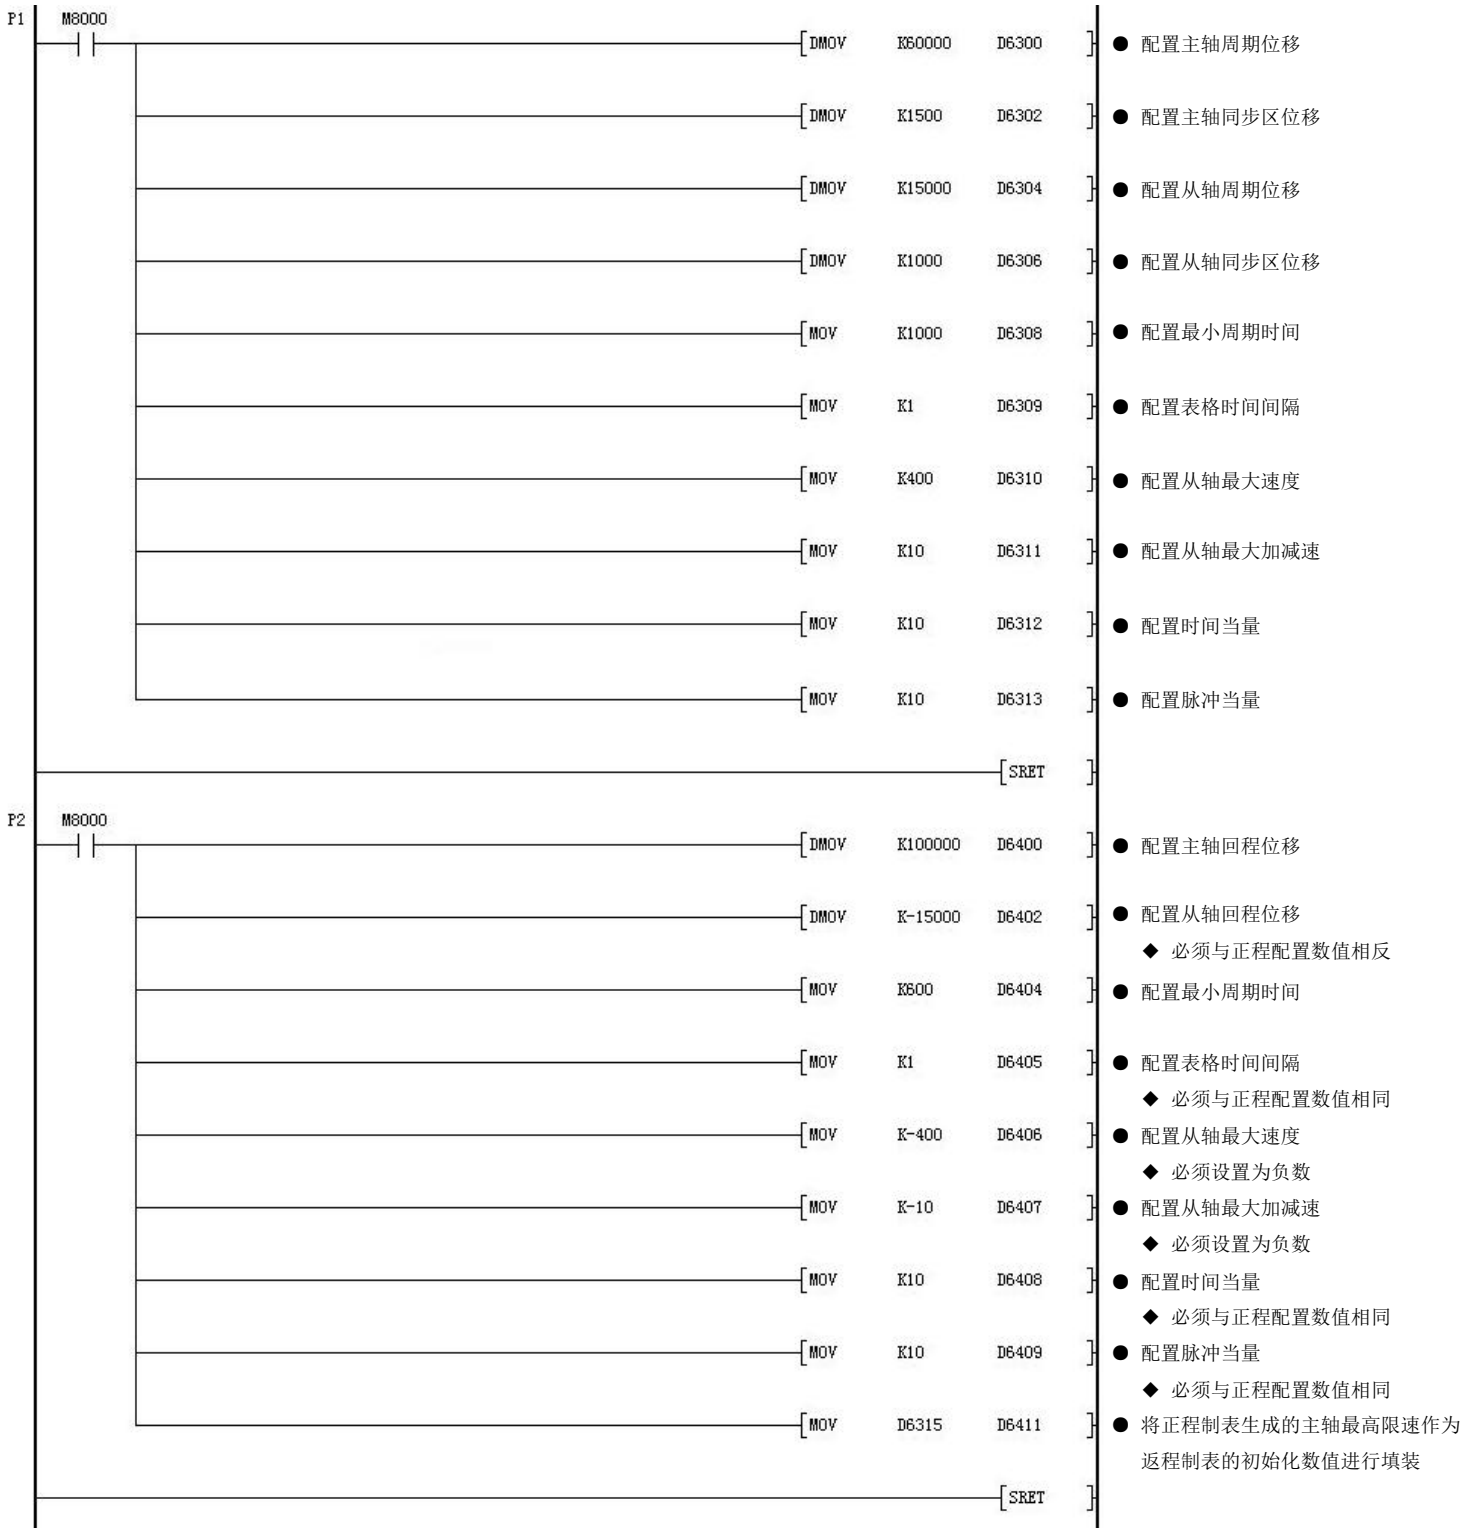 P1 M8000
DMOV K60000 D6300 ● 配置主轴周期位移
DMOV K1500 D6302 ● 配置主轴同步区位移
DMOV K15000 D6304 ● 配置从轴周期位移
DMOV K1000 D6306 ● 配置从轴同步区位移
MOV K1000 D6308 ● 配置最小周期时间
MOV K1 D6309 ● 配置表格时间间隔
MOV K400 D6310 ● 配置从轴最大速度
MOV K10 D6311 ● 配置从轴最大加减速
MOV K10 D6312 ● 配置时间当量
MOV K10 D6313 ● 配置脉冲当量
SRET
P2 M8000
DMOV K100000 D6400 ● 配置主轴回程位移
DMOV K-15000 D6402 ● 配置从轴回程位移
◆ 必须与正程配置数值相反
MOV K600 D6404 ● 配置最小周期时间
MOV K1 D6405 ● 配置表格时间间隔
◆ 必须与正程配置数值相同
MOV K-400 D6406 ● 配置从轴最大速度
◆ 必须设置为负数
MOV K-10 D6407 ● 配置从轴最大加减速
◆ 必须设置为负数
MOV K10 D6408 ● 配置时间当量
◆ 必须与正程配置数值相同
MOV K10 D6409 ● 配置脉冲当量
◆ 必须与正程配置数值相同
MOV D6315 D6411 ● 将正程制表生成的主轴最高限速作为
返程制表的初始化数值进行填装
SRET